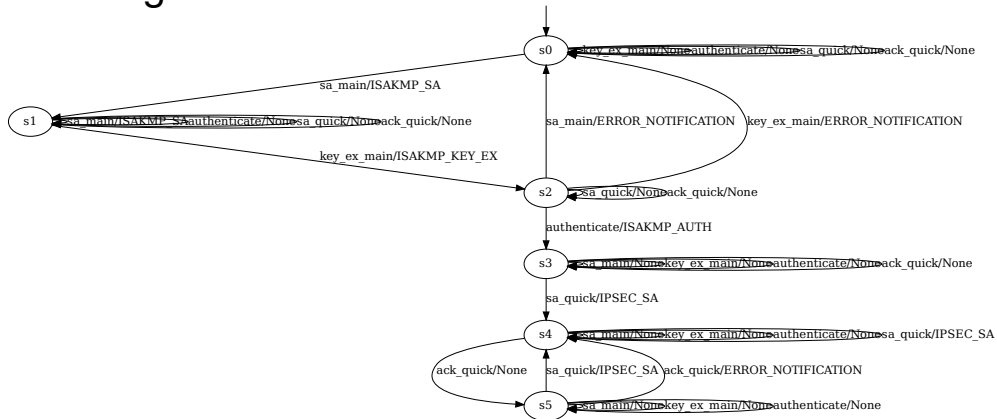 s0
key_ex_main/None authenticate/None sa_quick/None ack_quick/None
sa_main/ISAKMP_SA
s1
sa_main/ISAKMP_SA authenticate/None sa_quick/None ack_quick/None
sa_main/ERROR_NOTIFICATION
key_ex_main/ERROR_NOTIFICATION
key_ex_main/ISAKMP_KEY_EX
s2
sa_quick/None ack_quick/None
authenticate/ISAKMP_AUTH
s3
sa_main/None key_ex_main/None authenticate/None ack_quick/None
sa_quick/IPSEC_SA
s4
sa_main/None key_ex_main/None authenticate/None sa_quick/IPSEC_SA
ack_quick/None
sa_quick/IPSEC_SA
ack_quick/ERROR_NOTIFICATION
s5
sa_main/None key_ex_main/None authenticate/None